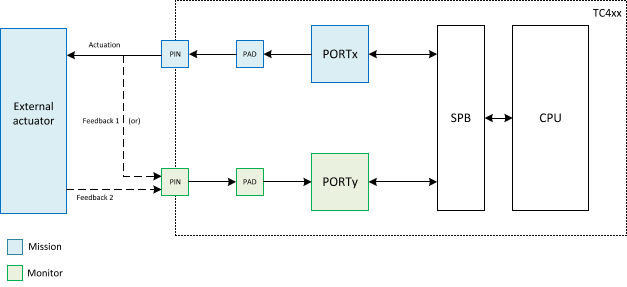 TC4xx
Actuation
PIN
PAD
PORTx
External
actuator
Feedback 1
(or)
SPB
CPU
PIN
PAD
PORTy
Feedback 2
Mission
Monitor